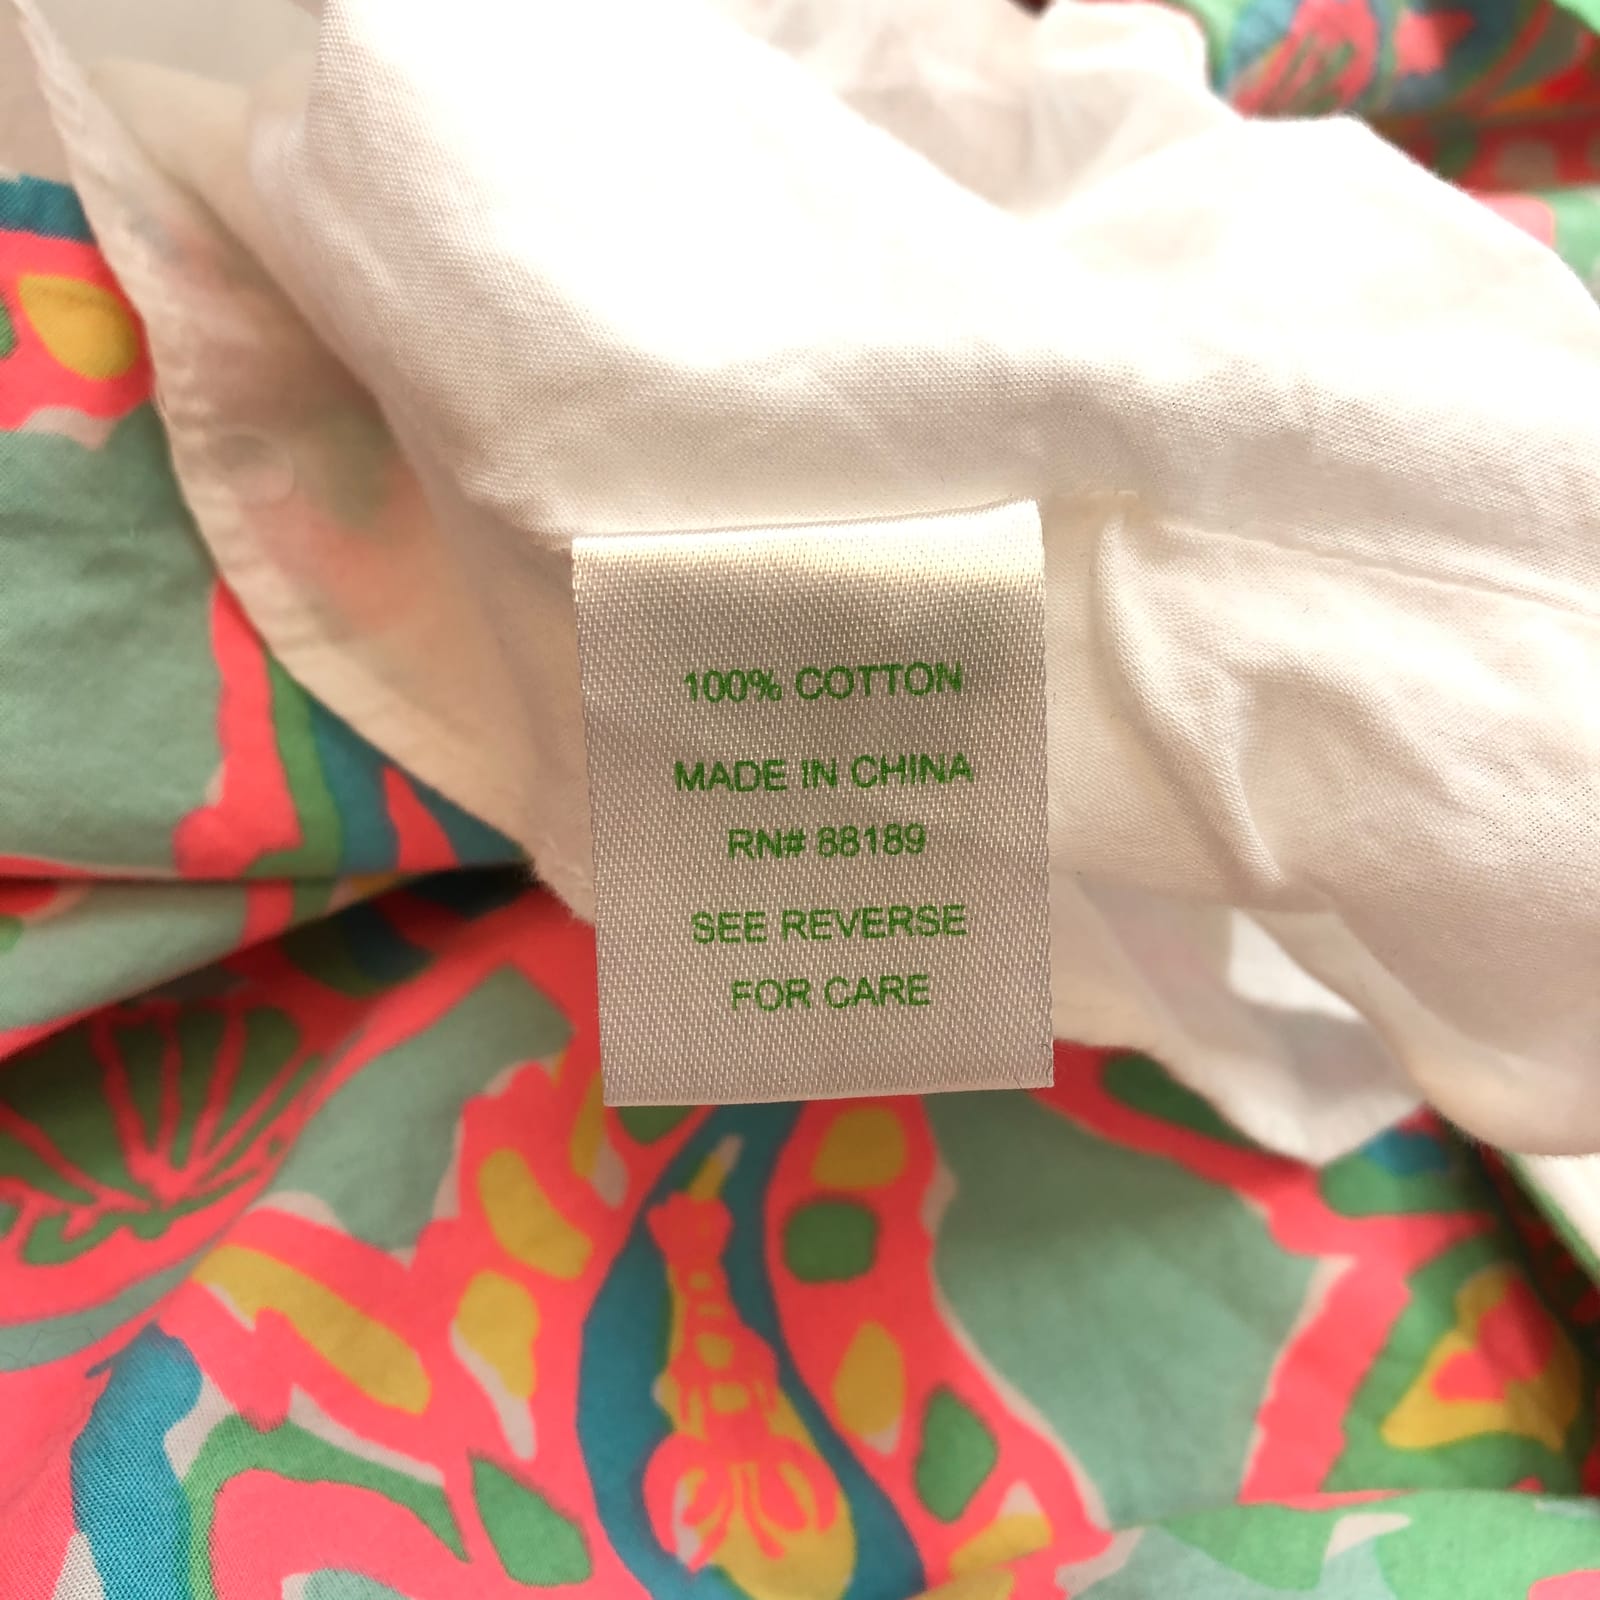 100% COTTON
MADE IN CHINA
RN# 88189
SEE REVERSE
FOR CARE